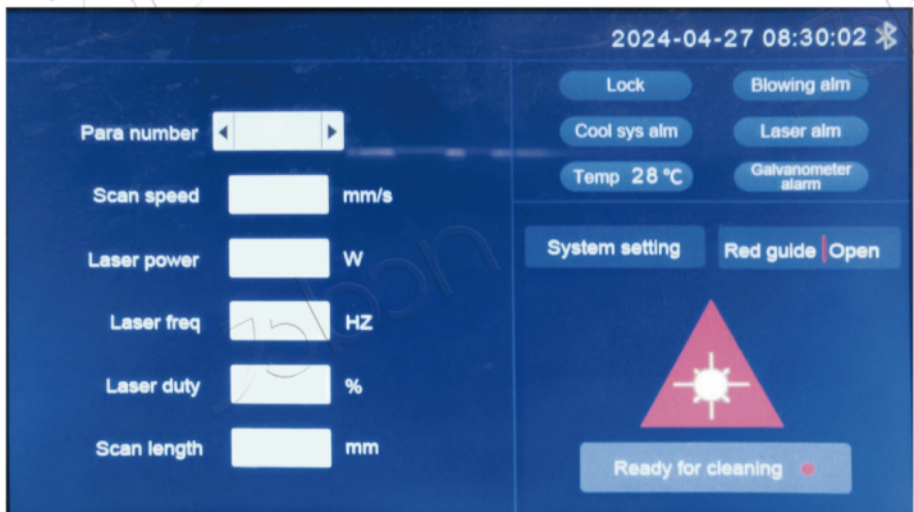 2024-04-27 08:30:02
Para number
Scan speed mm/s
Laser power W
Laser freq HZ
Laser duty %
Scan length mm
Lock Blowing alm
Cool sys alm Laser alm
Temp 28℃ Galvanometer
alarm
System setting Red guide Open
Ready for cleaning